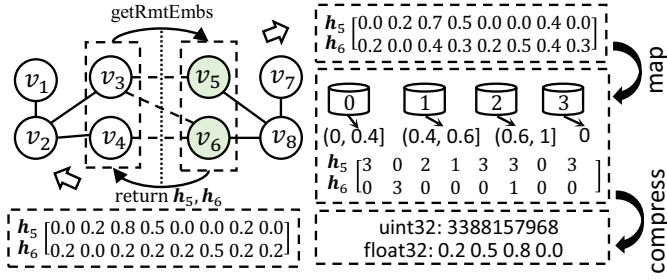 getRmtEmbs
v1
v3
v5
v7
v2
v4
v6
v8
return h5, h6
h5 [0.0 0.2 0.8 0.5 0.0 0.0 0.2 0.0]
h6 [0.2 0.0 0.2 0.2 0.2 0.5 0.2 0.2]
h5 [0.0 0.2 0.7 0.5 0.0 0.0 0.4 0.0]
h6 [0.2 0.0 0.4 0.3 0.2 0.5 0.4 0.3]
map
0 1 2 3
(0, 0.4] (0.4, 0.6] (0.6, 1] 0
h5 [3 0 2 1 3 3 0 3]
h6 [0 3 0 0 0 1 0 0]
compress
uint32: 3388157968
float32: 0.2 0.5 0.8 0.0